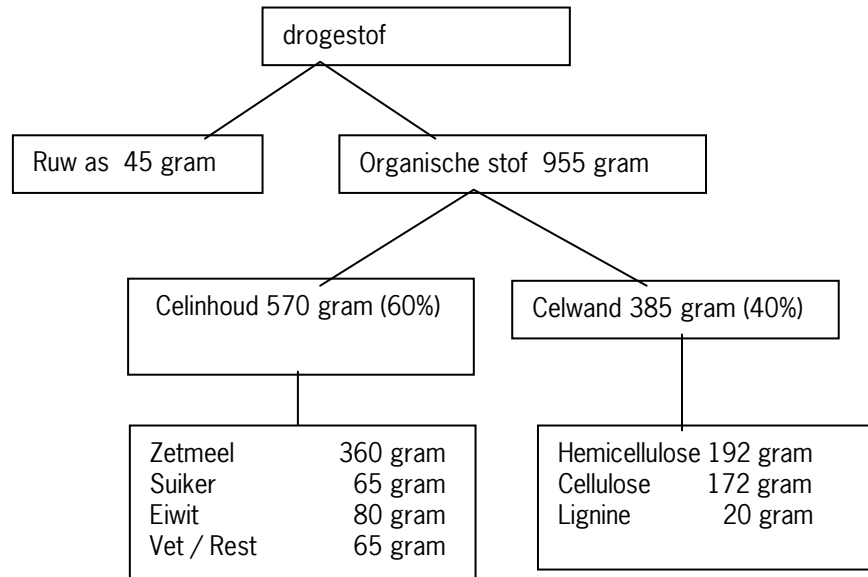 drogestof
Ruw as 45 gram
Organische stof 955 gram
Celinhoud 570 gram (60%)
Celwand 385 gram (40%)
Zetmeel 360 gram
Suiker 65 gram
Eiwit 80 gram
Vet / Rest 65 gram
Hemicellulose 192 gram
Cellulose 172 gram
Lignine 20 gram